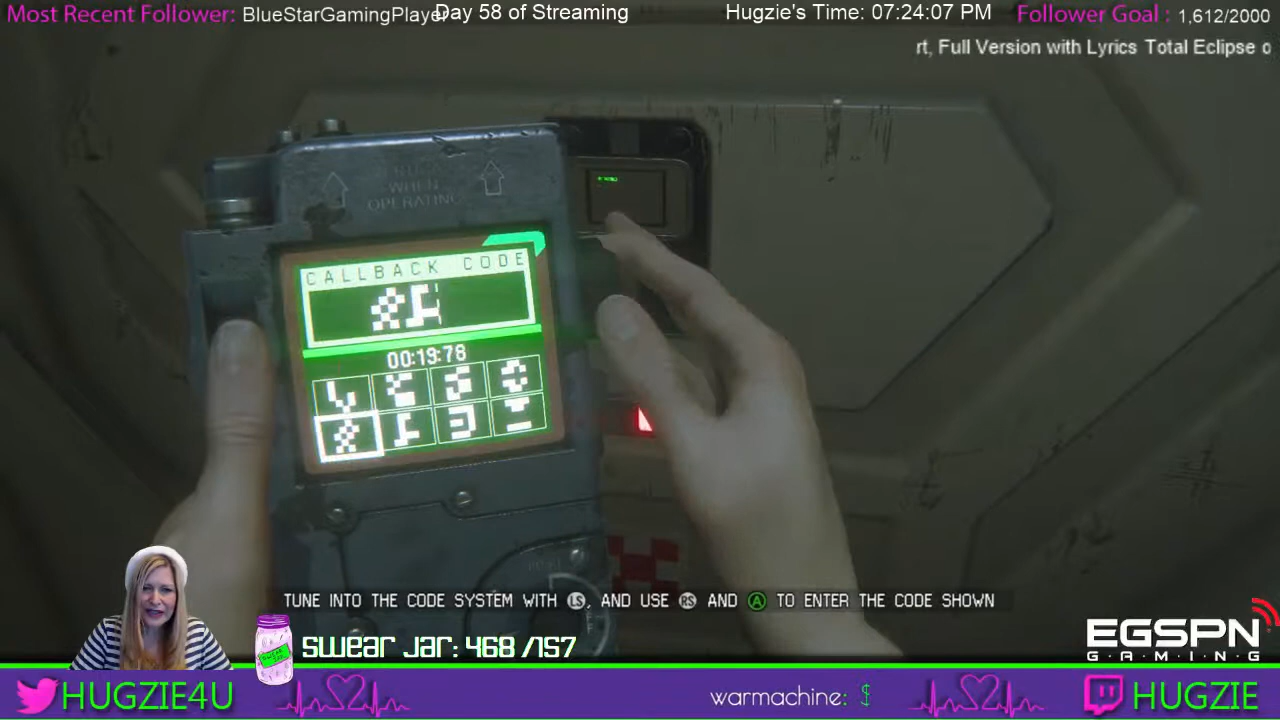 Most Recent Follower: BlueStarGamingPlayer
Day 58 of Streaming
Hugzie's Time: 07:24:07 PM
Follower Goal : 1,612/2000
rt, Full Version with Lyrics Total Eclipse o
WHEN
OPERATING
CALLBACK CODE
00:19:78
TUNE INTO THE CODE SYSTEM WITH LS, AND USE RS AND A TO ENTER THE CODE SHOWN
SWEAR JAR: 468 /157
EGSPN
GAMING
HUGZIE4U
warmachine: $
HUGZIE